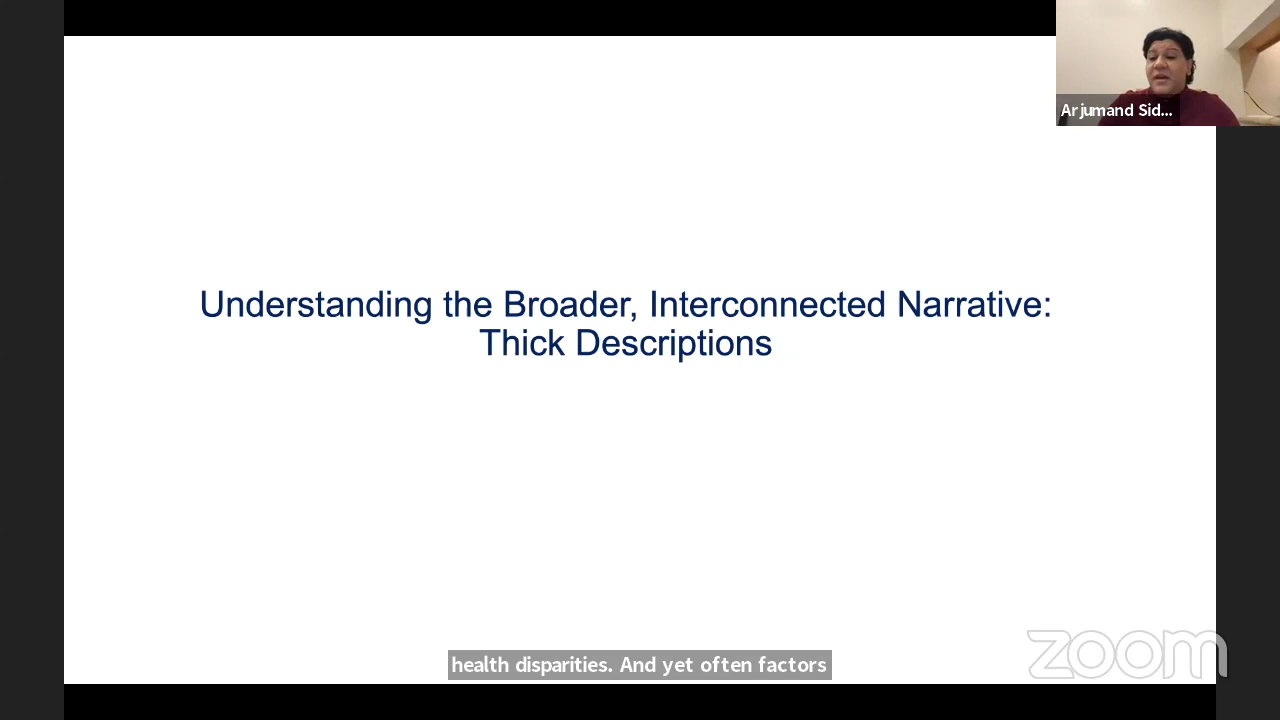 Arjumand Sid...
Understanding the Broader, Interconnected Narrative:
Thick Descriptions
health disparities. And yet often factors
zoom